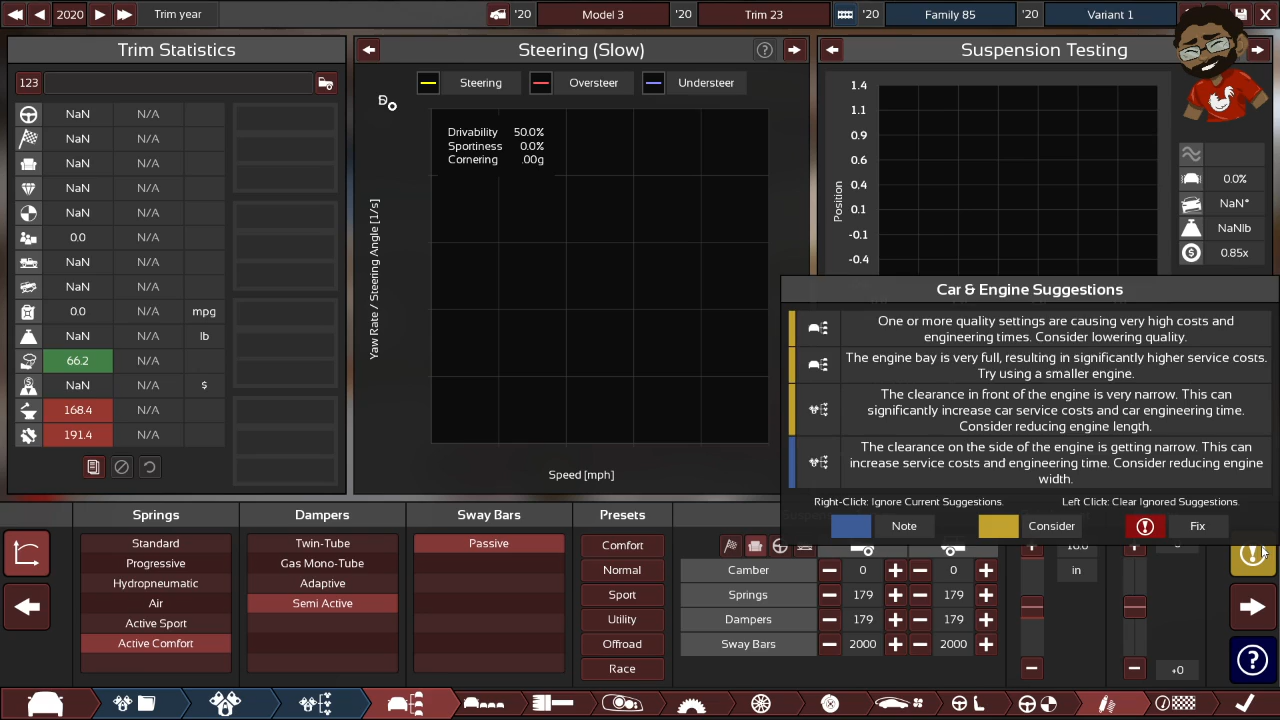 2020
Trim year
'20
Model 3
'20
Trim 23
'20
Family 85
'20
Variant 1
Trim Statistics
Steering (Slow)
?
Suspension Testing
123
Steering
Oversteer
Understeer
NaN N/A
NaN N/A
NaN N/A
NaN N/A
NaN N/A
0.0 N/A
NaN N/A
NaN N/A
0.0 N/A mpg
NaN N/A lb
66.2 N/A
NaN N/A $
168.4 N/A
191.4 N/A
Drivability 50.0%
Sportiness 0.0%
Cornering .00g
Yaw Rate / Steering Angle [1/s]
Speed [mph]
1.4
1.1
0.9
0.6
0.4
0.1
-0.1
-0.4
Position
0.0%
NaN°
NaNlb
0.85x
Car & Engine Suggestions
One or more quality settings are causing very high costs and
engineering times. Consider lowering quality.
The engine bay is very full, resulting in significantly higher service costs.
Try using a smaller engine.
The clearance in front of the engine is very narrow. This can
significantly increase car service costs and car engineering time.
Consider reducing engine length.
The clearance on the side of the engine is getting narrow. This can
increase service costs and engineering time. Consider reducing engine
width.
Right-Click: Ignore Current Suggestions.
Left Click: Clear Ignored Suggestions.
Note
Consider
Fix
Springs
Standard
Progressive
Hydropneumatic
Air
Active Sport
Active Comfort
Dampers
Twin-Tube
Gas Mono-Tube
Adaptive
Semi Active
Sway Bars
Passive
Presets
Comfort
Normal
Sport
Utility
Offroad
Race
Camber 0 0
Springs 179 179
Dampers 179 179
Sway Bars 2000 2000
in
+0
?